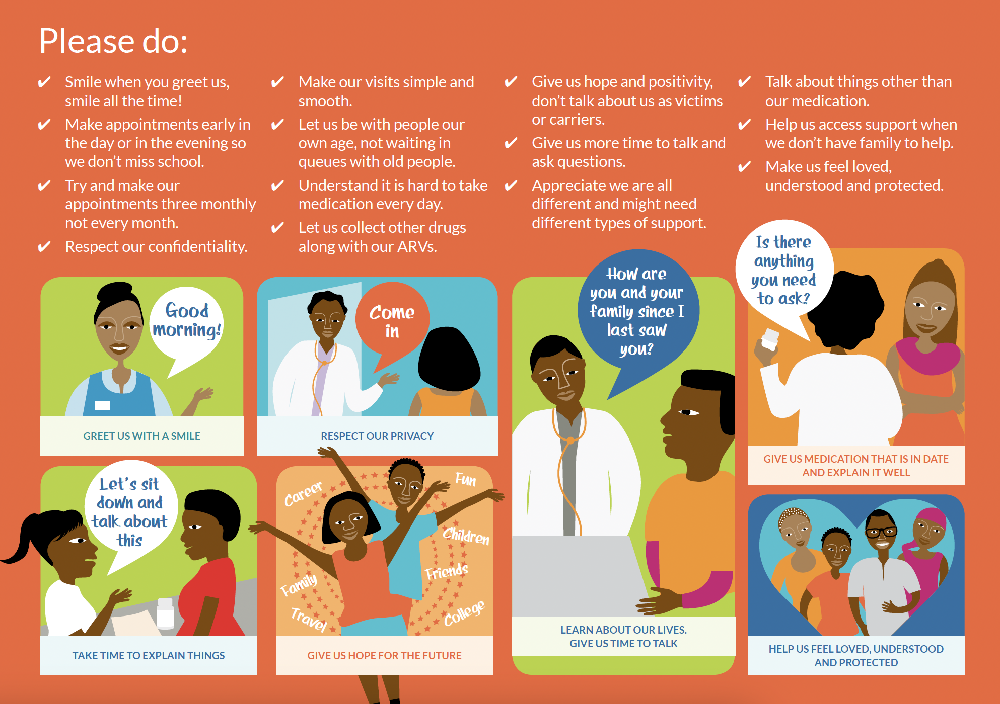 Please do:
✔ Smile when you greet us,
smile all the time!
✔ Make appointments early in
the day or in the evening so
we don’t miss school.
✔ Try and make our
appointments three monthly
not every month.
✔ Respect our confidentiality.
✔ Make our visits simple and
smooth.
✔ Let us be with people our
own age, not waiting in
queues with old people.
✔ Understand it is hard to take
medication every day.
✔ Let us collect other drugs
along with our ARVs.
✔ Give us hope and positivity,
don’t talk about us as victims
or carriers.
✔ Give us more time to talk and
ask questions.
✔ Appreciate we are all
different and might need
different types of support.
✔ Talk about things other than
our medication.
✔ Help us access support when
we don’t have family to help.
✔ Make us feel loved,
understood and protected.
Good
morning!
GREET US WITH A SMILE
Come
in
RESPECT OUR PRIVACY
How are
you and your
family since I
last saw
you?
LEARN ABOUT OUR LIVES.
GIVE US TIME TO TALK
Is there
anything
you need
to ask?
GIVE US MEDICATION THAT IS IN DATE
AND EXPLAIN IT WELL
Let’s sit
down and
talk about
this
TAKE TIME TO EXPLAIN THINGS
Career
Fun
Children
Friends
Family
College
Travel
GIVE US HOPE FOR THE FUTURE
HELP US FEEL LOVED, UNDERSTOOD
AND PROTECTED